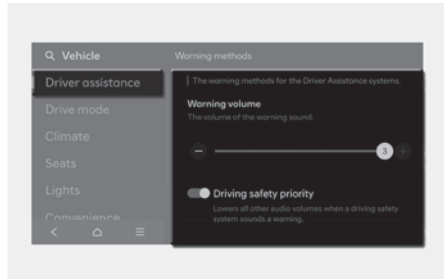 Vehicle
Warning methods
Driver assistance
Drive mode
Climate
Seats
Lights
Convenience
The warning methods for the Driver Assistance systems.
Warning volume
The volume of the warning sound.
3
Driving safety priority
Lowers all other audio volumes when a driving safety
system sounds a warning.